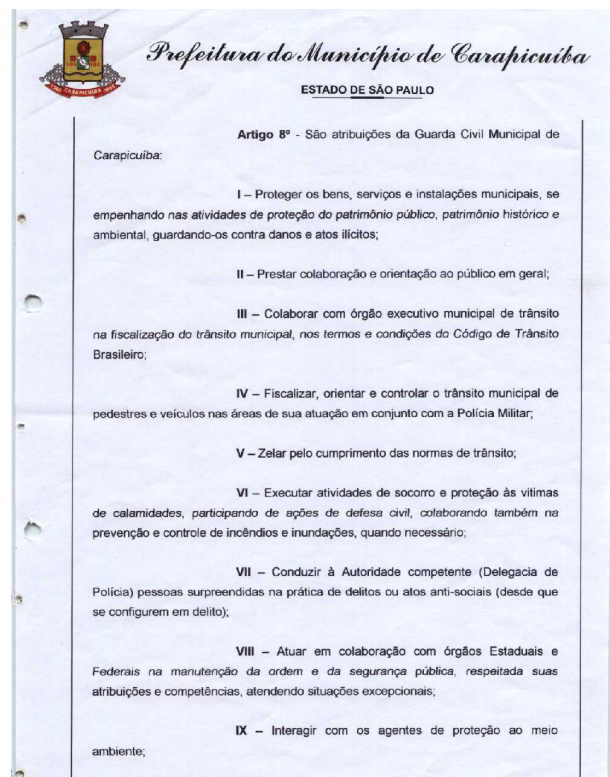 Prefeitura do Município de Carapicuíba
ESTADO DE SÃO PAULO
Artigo 8º - São atribuições da Guarda Civil Municipal de
Carapicuíba:
I – Proteger os bens, serviços e instalações municipais, se
empenhando nas atividades de proteção do patrimônio público, patrimônio histórico e
ambiental, guardando-os contra danos e atos ilícitos;
II – Prestar colaboração e orientação ao público em geral;
III – Colaborar com órgão executivo municipal de trânsito
na fiscalização do trânsito municipal, nos termos e condições do Código de Trânsito
Brasileiro;
IV – Fiscalizar, orientar e controlar o trânsito municipal de
pedestres e veículos nas áreas de sua atuação em conjunto com a Polícia Militar;
V – Zelar pelo cumprimento das normas de trânsito;
VI – Executar atividades de socorro e proteção às vitimas
de calamidades, participando de ações de defesa civil, colaborando também na
prevenção e controle de incêndios e inundações, quando necessário;
VII – Conduzir à Autoridade competente (Delegacia de
Polícia) pessoas surpreendidas na prática de delitos ou atos anti-sociais (desde que
se configurem em delito);
VIII – Atuar em colaboração com órgãos Estaduais e
Federais na manutenção da ordem e da segurança pública, respeitada suas
atribuições e competências, atendendo situações excepcionais;
IX – Interagir com os agentes de proteção ao meio
ambiente;